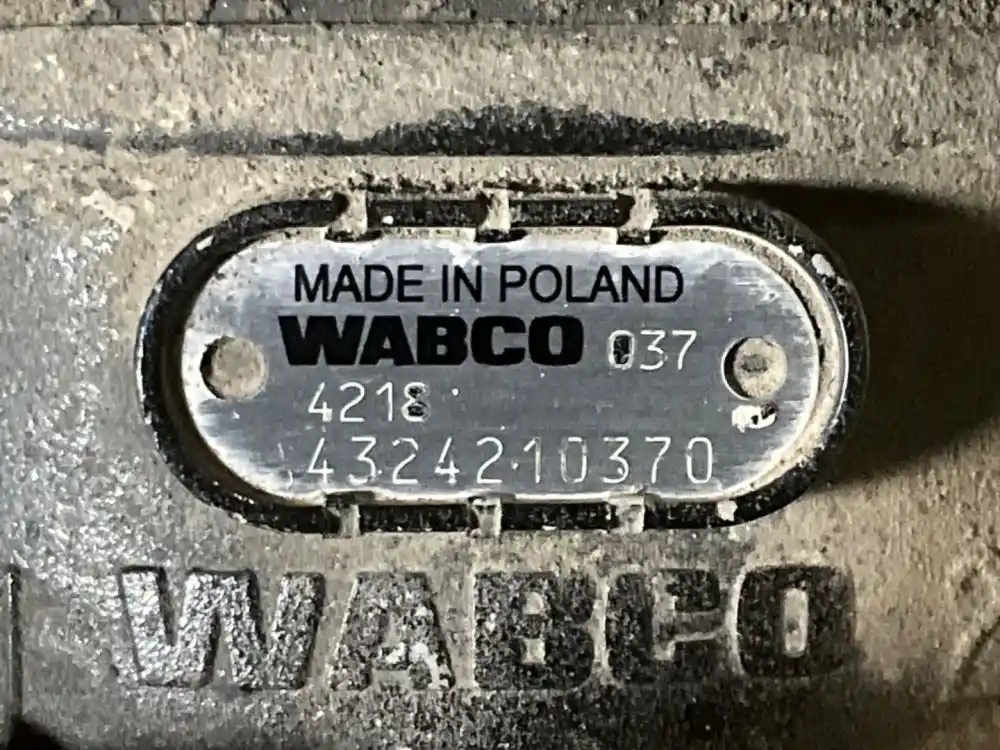 MADE IN POLAND
WABCO 037
4218
4324210370
WABCO